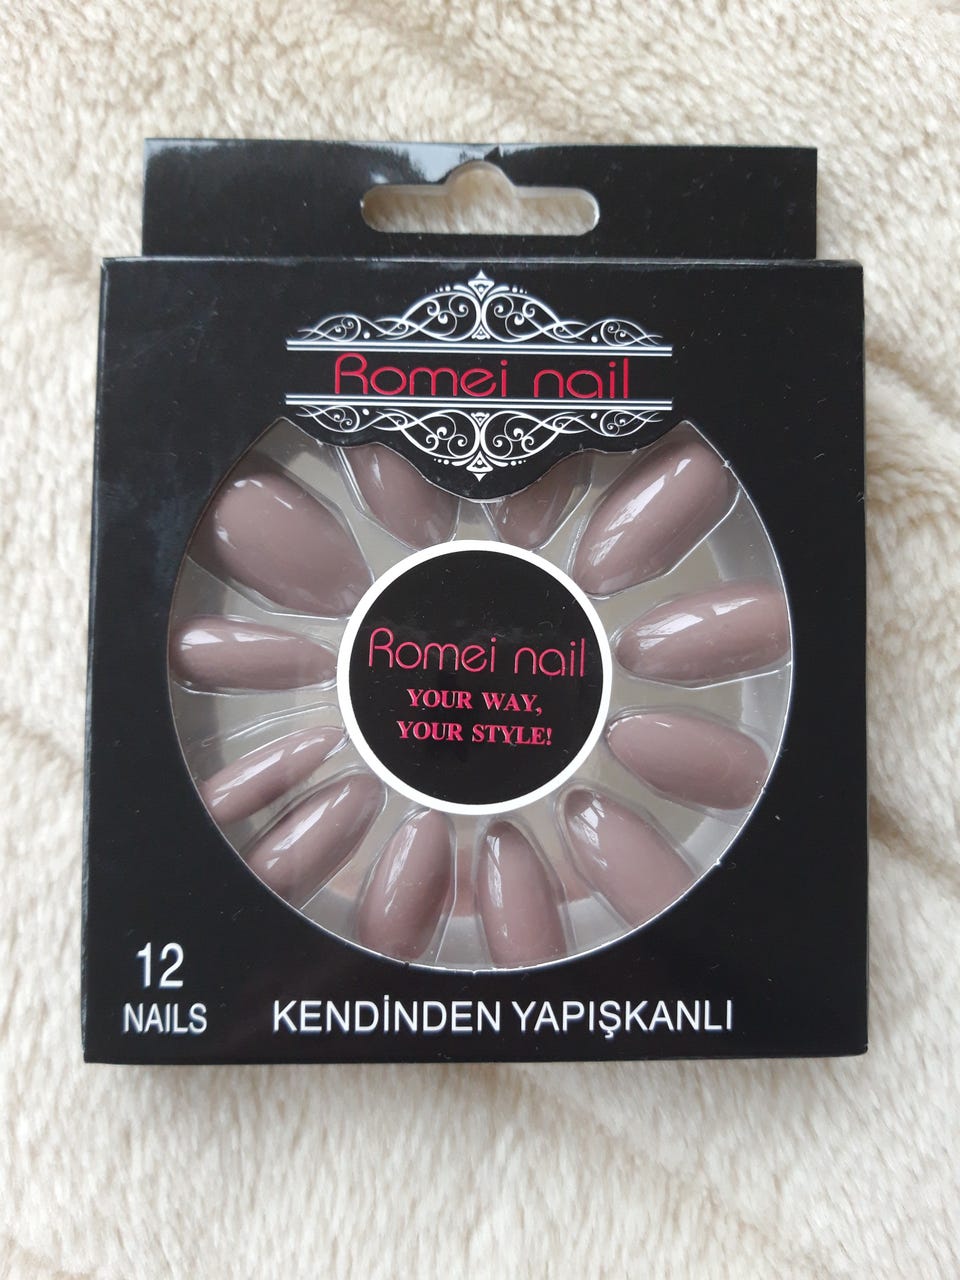 Romei nail
Romei nail
YOUR WAY,
YOUR STYLE!
12
NAILS
KENDİNDEN YAPIŞKANLI